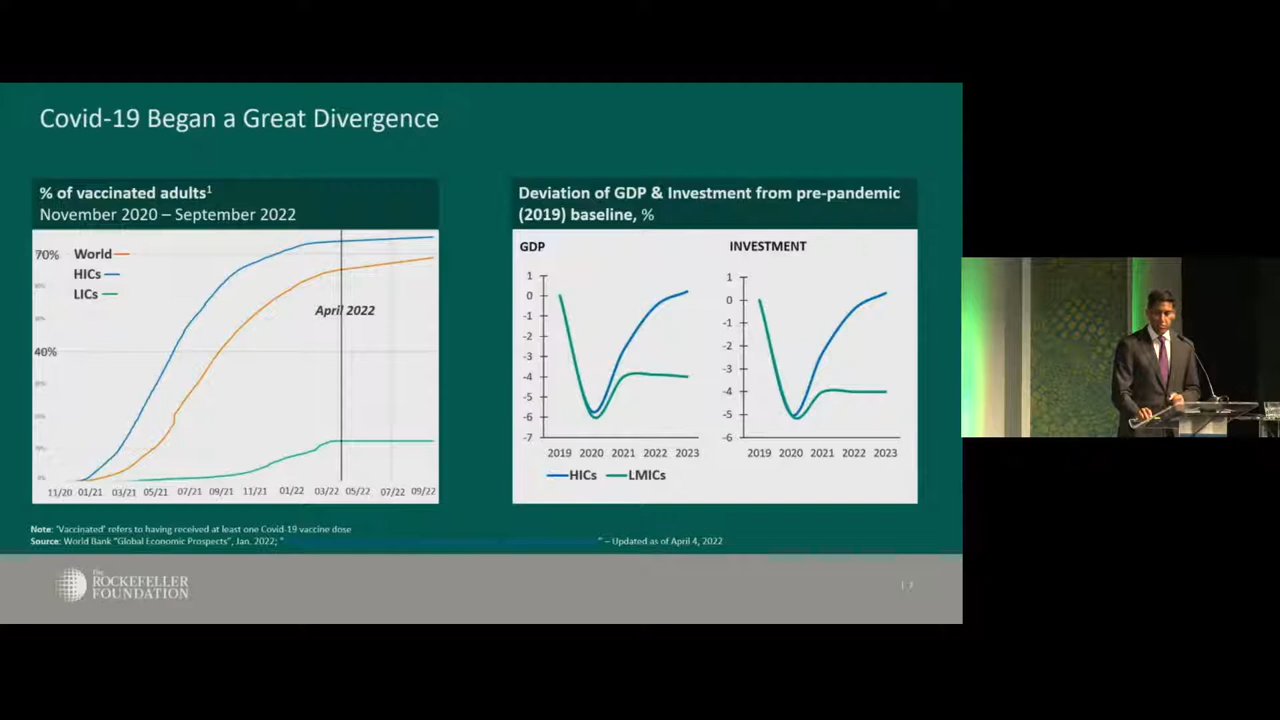 Covid-19 Began a Great Divergence
% of vaccinated adults¹
November 2020 – September 2022
70%
World
HICs
LICs
April 2022
40%
0%
11/20 01/21 03/21 05/21 07/21 09/21 11/21 01/22 03/22 05/22 07/22 09/22
Deviation of GDP & Investment from pre-pandemic
(2019) baseline, %
GDP
1
0
-1
-2
-3
-4
-5
-6
-7
2019 2020 2021 2022 2023
INVESTMENT
1
0
-1
-2
-3
-4
-5
-6
2019 2020 2021 2022 2023
HICs LMICs
Note: 'Vaccinated' refers to having received at least one Covid-19 vaccine dose
Source: World Bank "Global Economic Prospects", Jan. 2022; "
" – Updated as of April 4, 2022
The
ROCKEFELLER
FOUNDATION